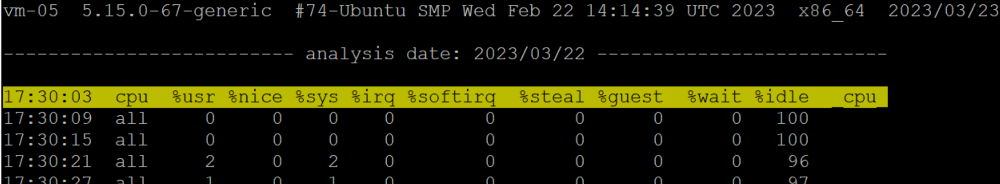 vm-05  5.15.0-67-generic  #74-Ubuntu SMP Wed Feb 22 14:14:39 UTC 2023  x86_64  2023/03/23
-------------------------- analysis date: 2023/03/22 --------------------------
17:30:03  cpu  %usr %nice %sys %irq %softirq  %steal %guest  %wait %idle  _cpu_
17:30:09  all     0     0    0    0        0       0      0      0   100
17:30:15  all     0     0    0    0        0       0      0      0   100
17:30:21  all     2     0    2    0        0       0      0      0    96
17:30:27  all     1     0    1    0        0       0      0      0    97